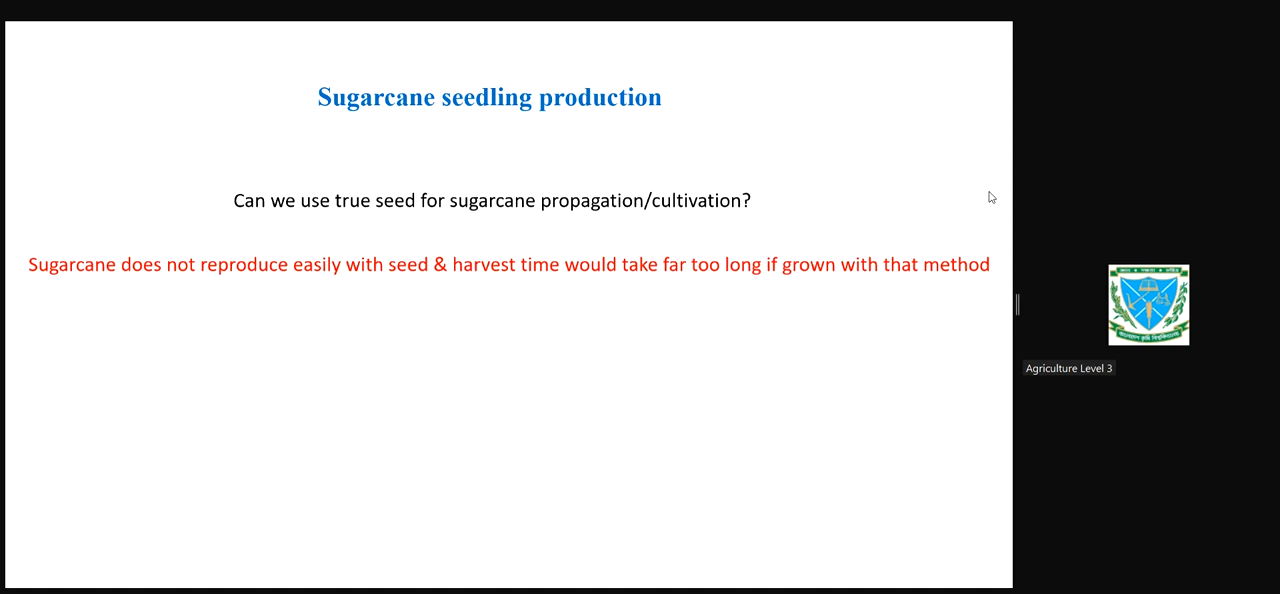 Sugarcane seedling production
Can we use true seed for sugarcane propagation/cultivation?
Sugarcane does not reproduce easily with seed & harvest time would take far too long if grown with that method
Agriculture Level 3